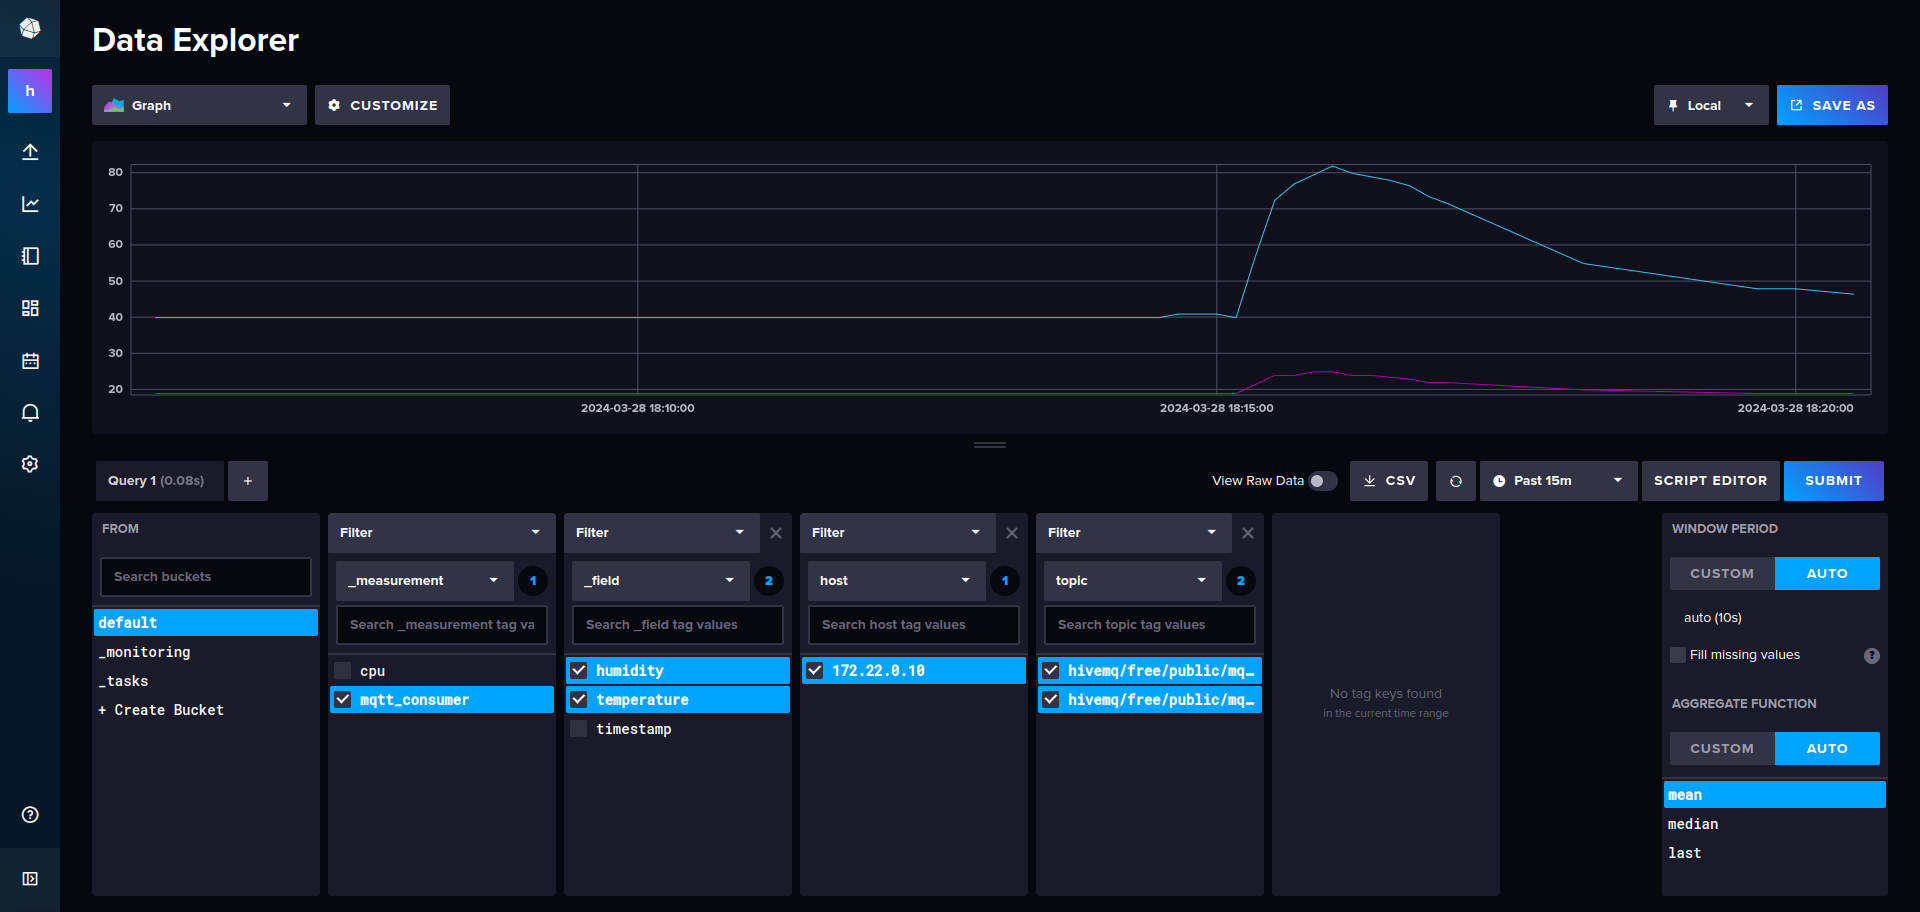 Data Explorer
h
Graph
CUSTOMIZE
Local
SAVE AS
80
70
60
50
40
30
20
2024-03-28 18:10:00
2024-03-28 18:15:00
2024-03-28 18:20:00
Query 1 (0.08s)
+
View Raw Data
CSV
Past 15m
SCRIPT EDITOR
SUBMIT
FROM
Search buckets
default
_monitoring
_tasks
+ Create Bucket
Filter
_measurement
1
Search _measurement tag va
cpu
mqtt_consumer
Filter
_field
2
Search _field tag values
humidity
temperature
timestamp
Filter
host
1
Search host tag values
172.22.0.10
Filter
topic
2
Search topic tag values
hivemq/free/public/mq…
hivemq/free/public/mq…
No tag keys found
in the current time range
WINDOW PERIOD
CUSTOM
AUTO
auto (10s)
Fill missing values
?
AGGREGATE FUNCTION
CUSTOM
AUTO
mean
median
last